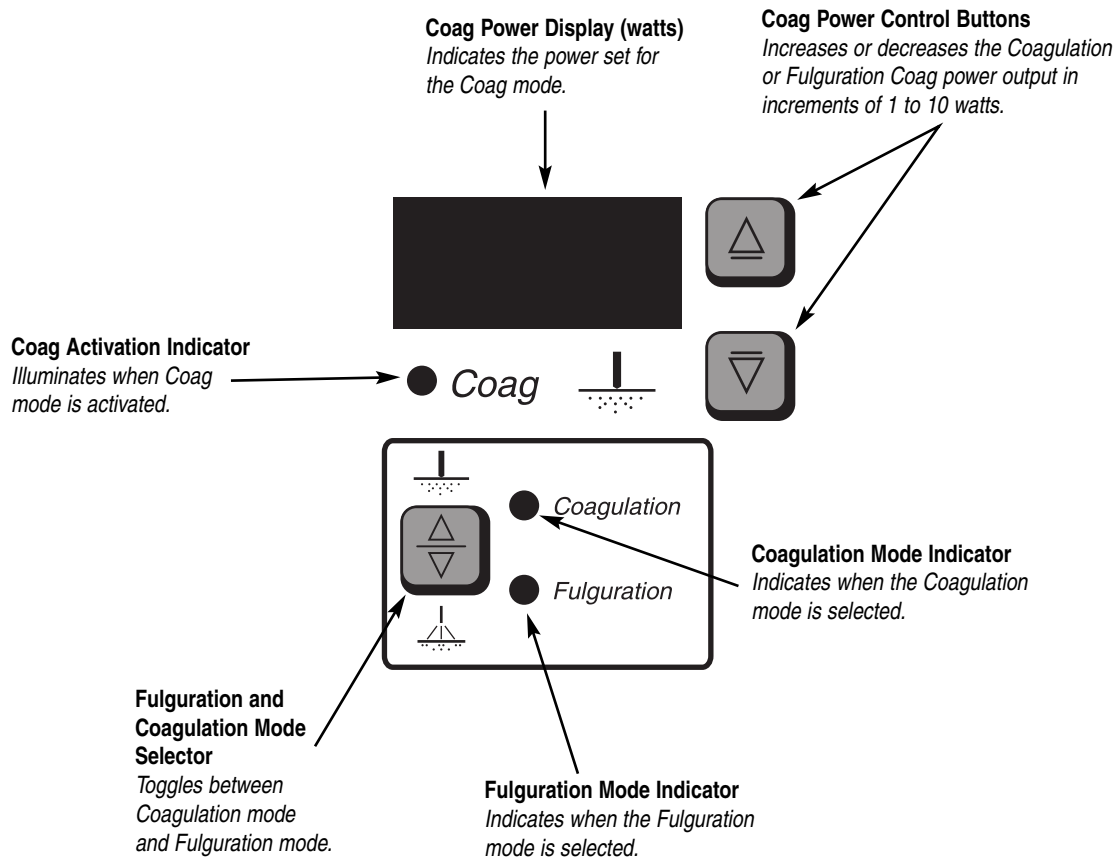 Coag Power Display (watts)
Indicates the power set for
the Coag mode.
Coag Power Control Buttons
Increases or decreases the Coagulation
or Fulguration Coag power output in
increments of 1 to 10 watts.
Coag Activation Indicator
Illuminates when Coag
mode is activated.
Coag
Coagulation
Fulguration
Coagulation Mode Indicator
Indicates when the Coagulation
mode is selected.
Fulguration and
Coagulation Mode
Selector
Toggles between
Coagulation mode
and Fulguration mode.
Fulguration Mode Indicator
Indicates when the Fulguration
mode is selected.